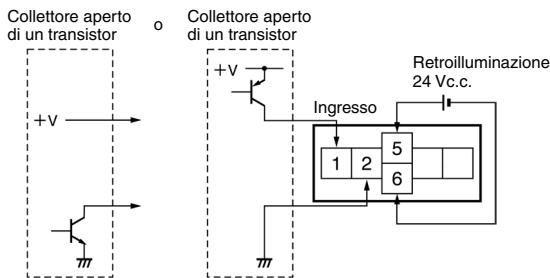 Collettore aperto
di un transistor
o
Collettore aperto
di un transistor
+V
+V
Ingresso
Retroilluminazione
24 Vc.c.
1
2
5
6